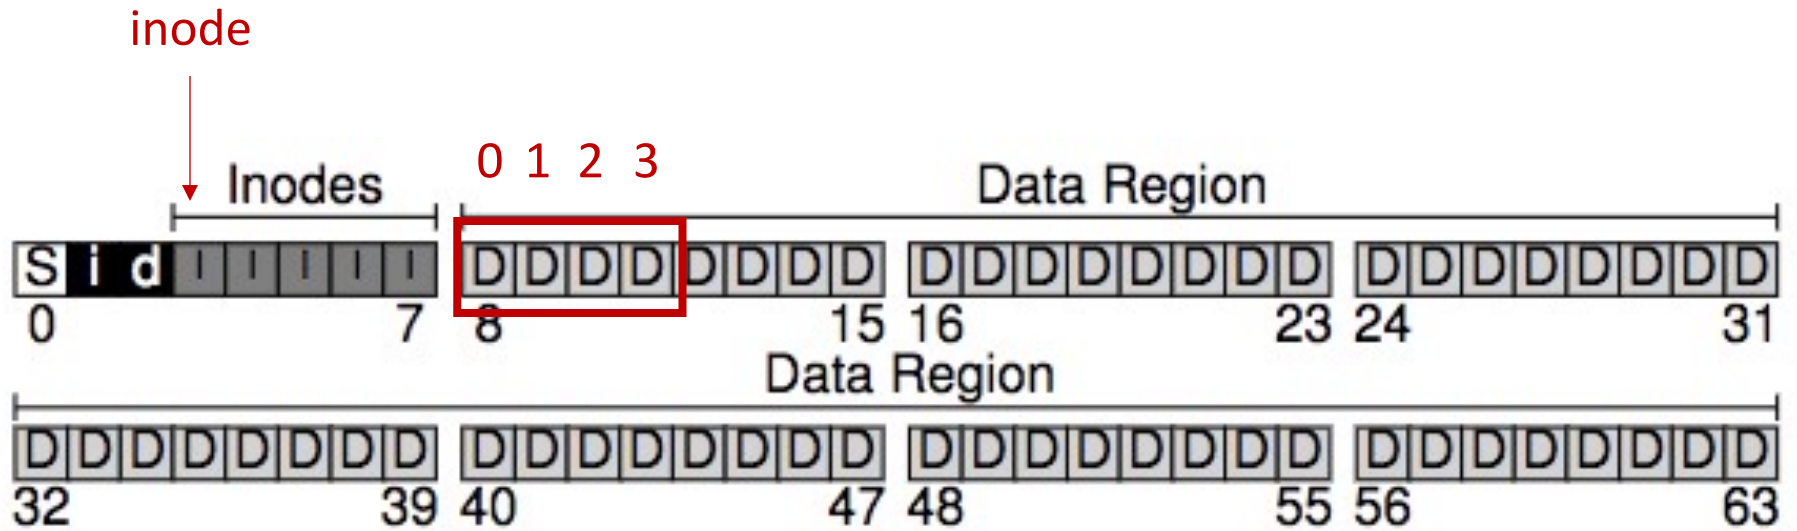 inode
0 1 2 3
Inodes Data Region
S i d I I I I I D D D D D D D D D D D D D D D D D D D D D D D D
0 7 8 15 16 23 24 31
Data Region
D D D D D D D D D D D D D D D D D D D D D D D D D D D D D D D D
32 39 40 47 48 55 56 63